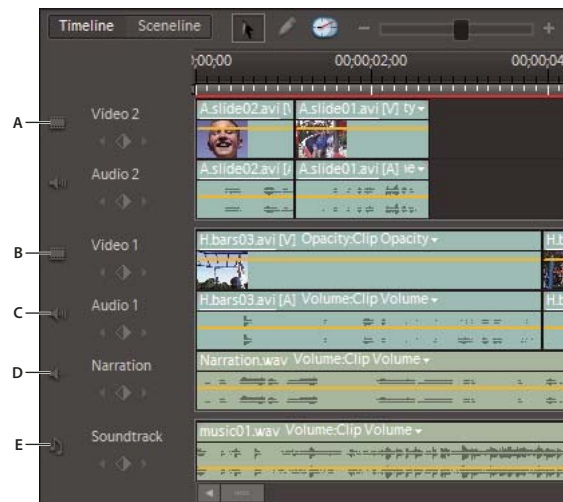 Timeline Sceneline
;00;00 00;00;02;00 00;00;04
A Video 2 A.slide02.avi [V A.slide01.avi [V] ty
Audio 2 A.slide02.avi [A A.slide01.avi [A] ne
B Video 1 H.bars03.avi [V] Opacity:Clip Opacity H.b
C Audio 1 H.bars03.avi [A] Volume:Clip Volume H.b
D Narration Narration.wav Volume:Clip Volume
E Soundtrack music01.wav Volume:Clip Volume